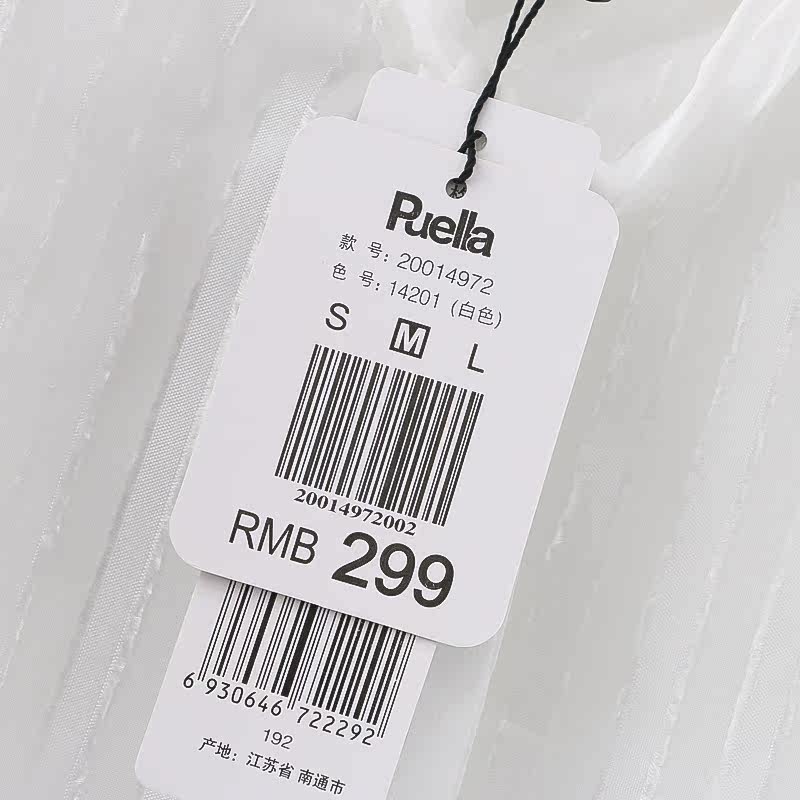 Puella
款 号: 20014972
色 号: 14201 (白色)
S M L
20014972002
RMB 299
6 930646 722292
192
产地: 江苏省 南通市